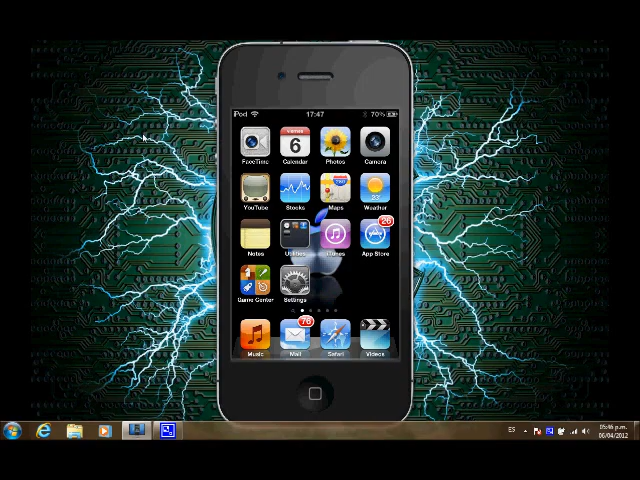 iPod 17:47 70%
viernes
6
FaceTime Calendar Photos Camera
23°
YouTube Stocks Maps Weather
26
Notes Utilities iTunes App Store
Game Center Settings
76
Music Mail Safari Videos
ES 05:46 p.m.
06/04/2012